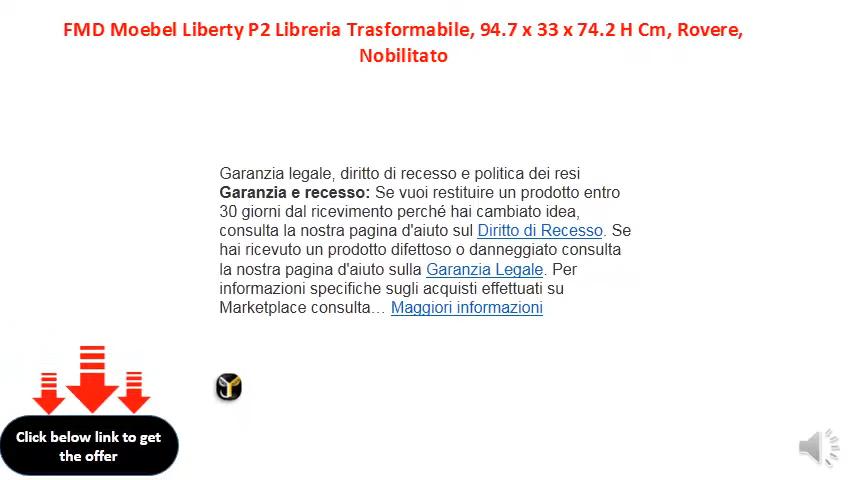 FMD Moebel Liberty P2 Libreria Trasformabile, 94.7 x 33 x 74.2 H Cm, Rovere,
Nobilitato
Garanzia legale, diritto di recesso e politica dei resi
Garanzia e recesso: Se vuoi restituire un prodotto entro
30 giorni dal ricevimento perché hai cambiato idea,
consulta la nostra pagina d'aiuto sul Diritto di Recesso. Se
hai ricevuto un prodotto difettoso o danneggiato consulta
la nostra pagina d'aiuto sulla Garanzia Legale. Per
informazioni specifiche sugli acquisti effettuati su
Marketplace consulta… Maggiori informazioni
Click below link to get
the offer